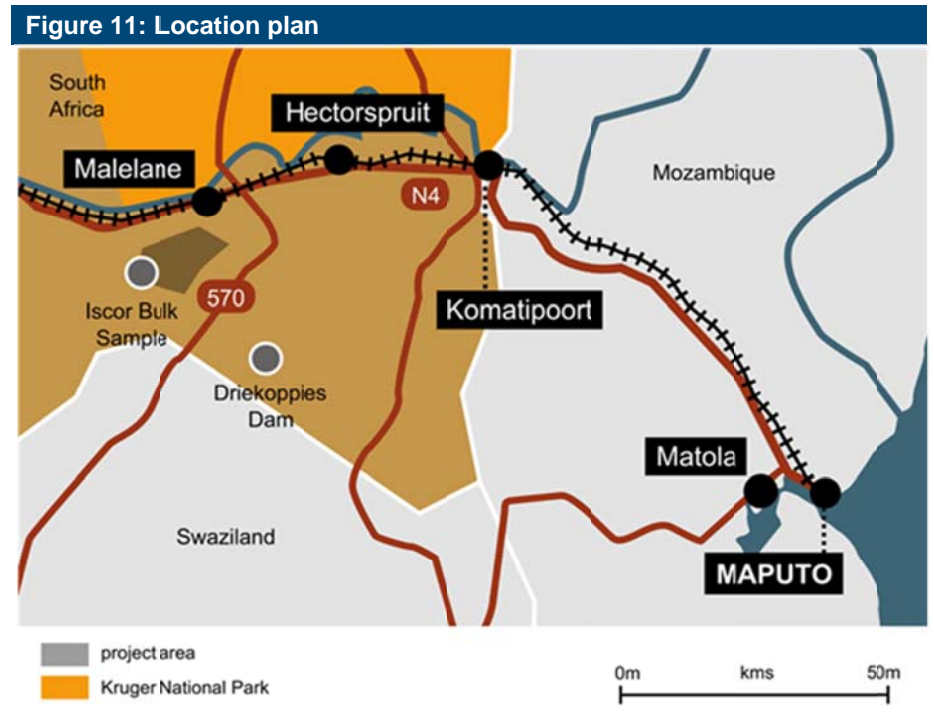 Figure 11: Location plan
South
Africa
Hectorspruit
Malelane
Mozambique
N4
570
Iscor Bulk
Sample
Komatipoort
Driekoppies
Dam
Matola
Swaziland
MAPUTO
project area
Kruger National Park
0m kms 50m